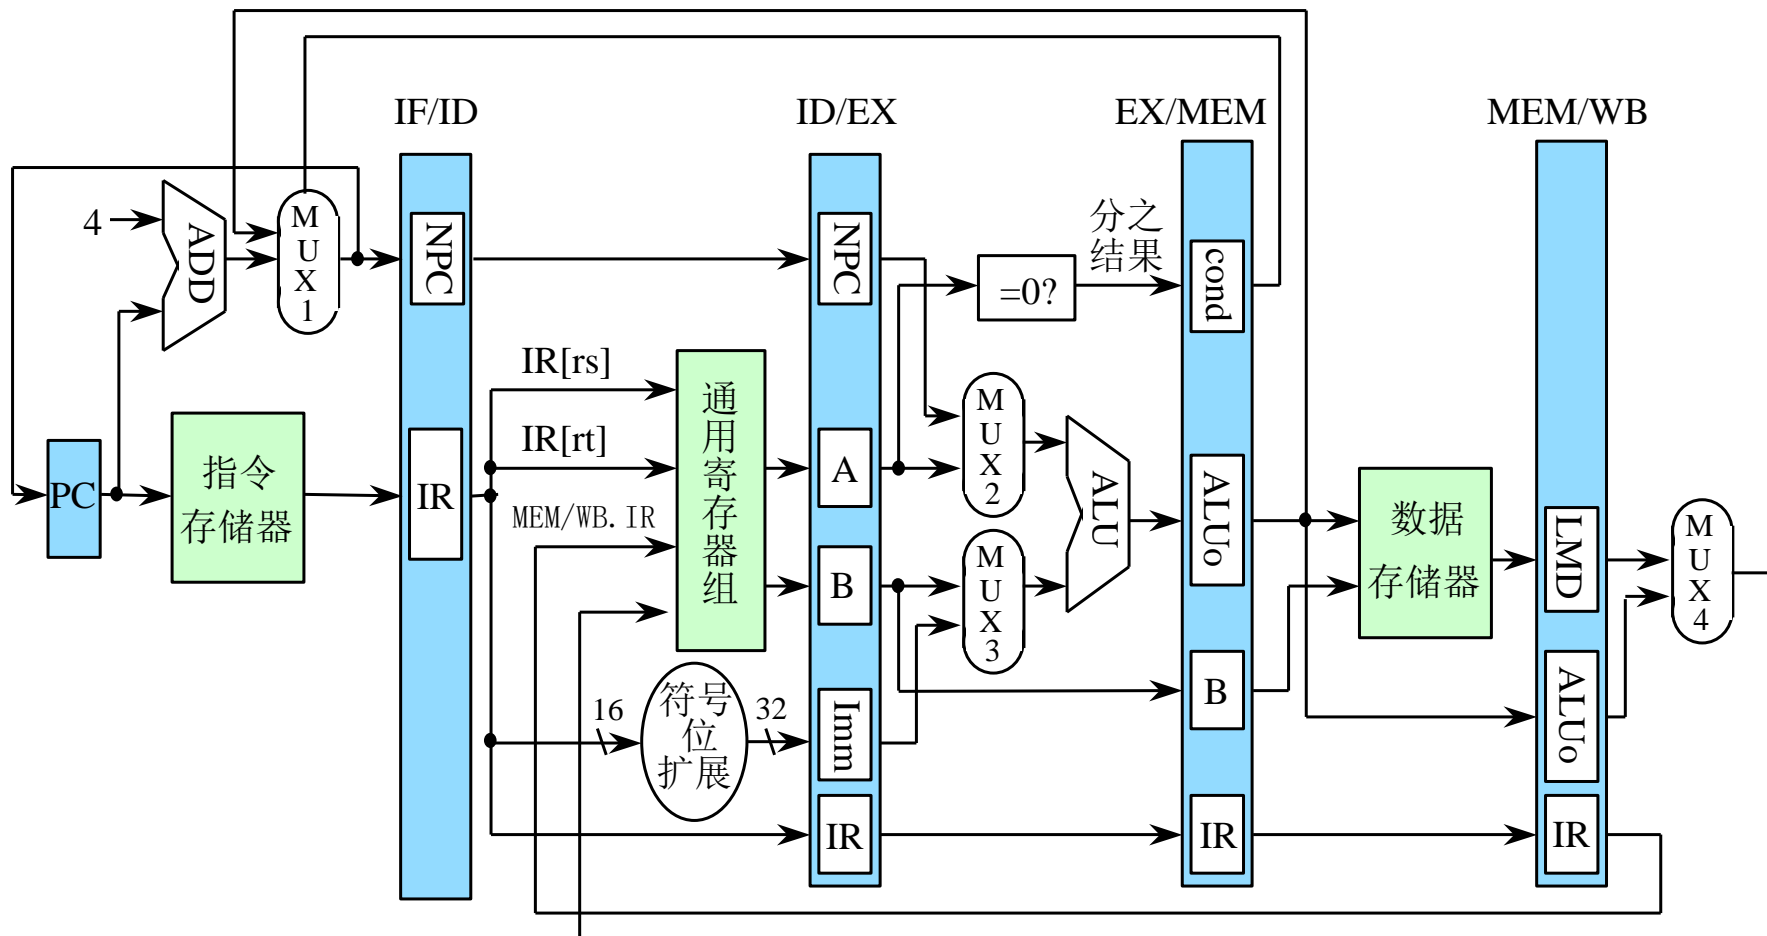 IF/ID
ID/EX
EX/MEM
MEM/WB
4
ADD
M
U
X
1
NPC
NPC
分之
结果
=0?
cond
IR[rs]
IR[rt]
MEM/WB.IR
通
用
寄
存
器
组
M
U
X
2
PC
指令
存储器
IR
A
ALU
ALUo
数据
存储器
LMD
M
U
X
4
B
M
U
X
3
16
符号
位
扩展
32
Imm
B
ALUo
IR
IR
IR